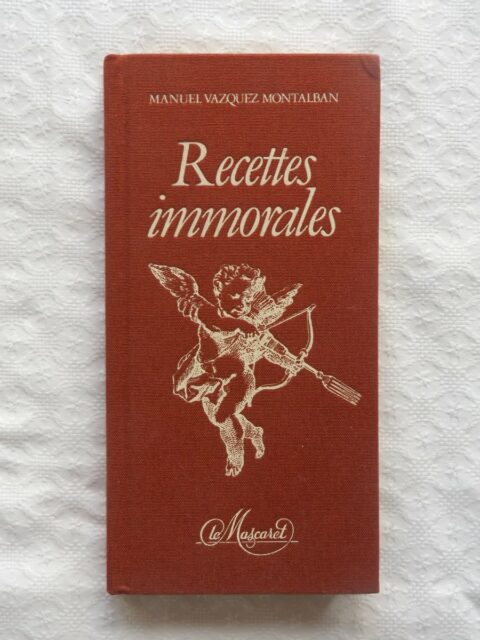 MANUEL VAZQUEZ MONTALBAN
Recettes
immorales
le Mascaret